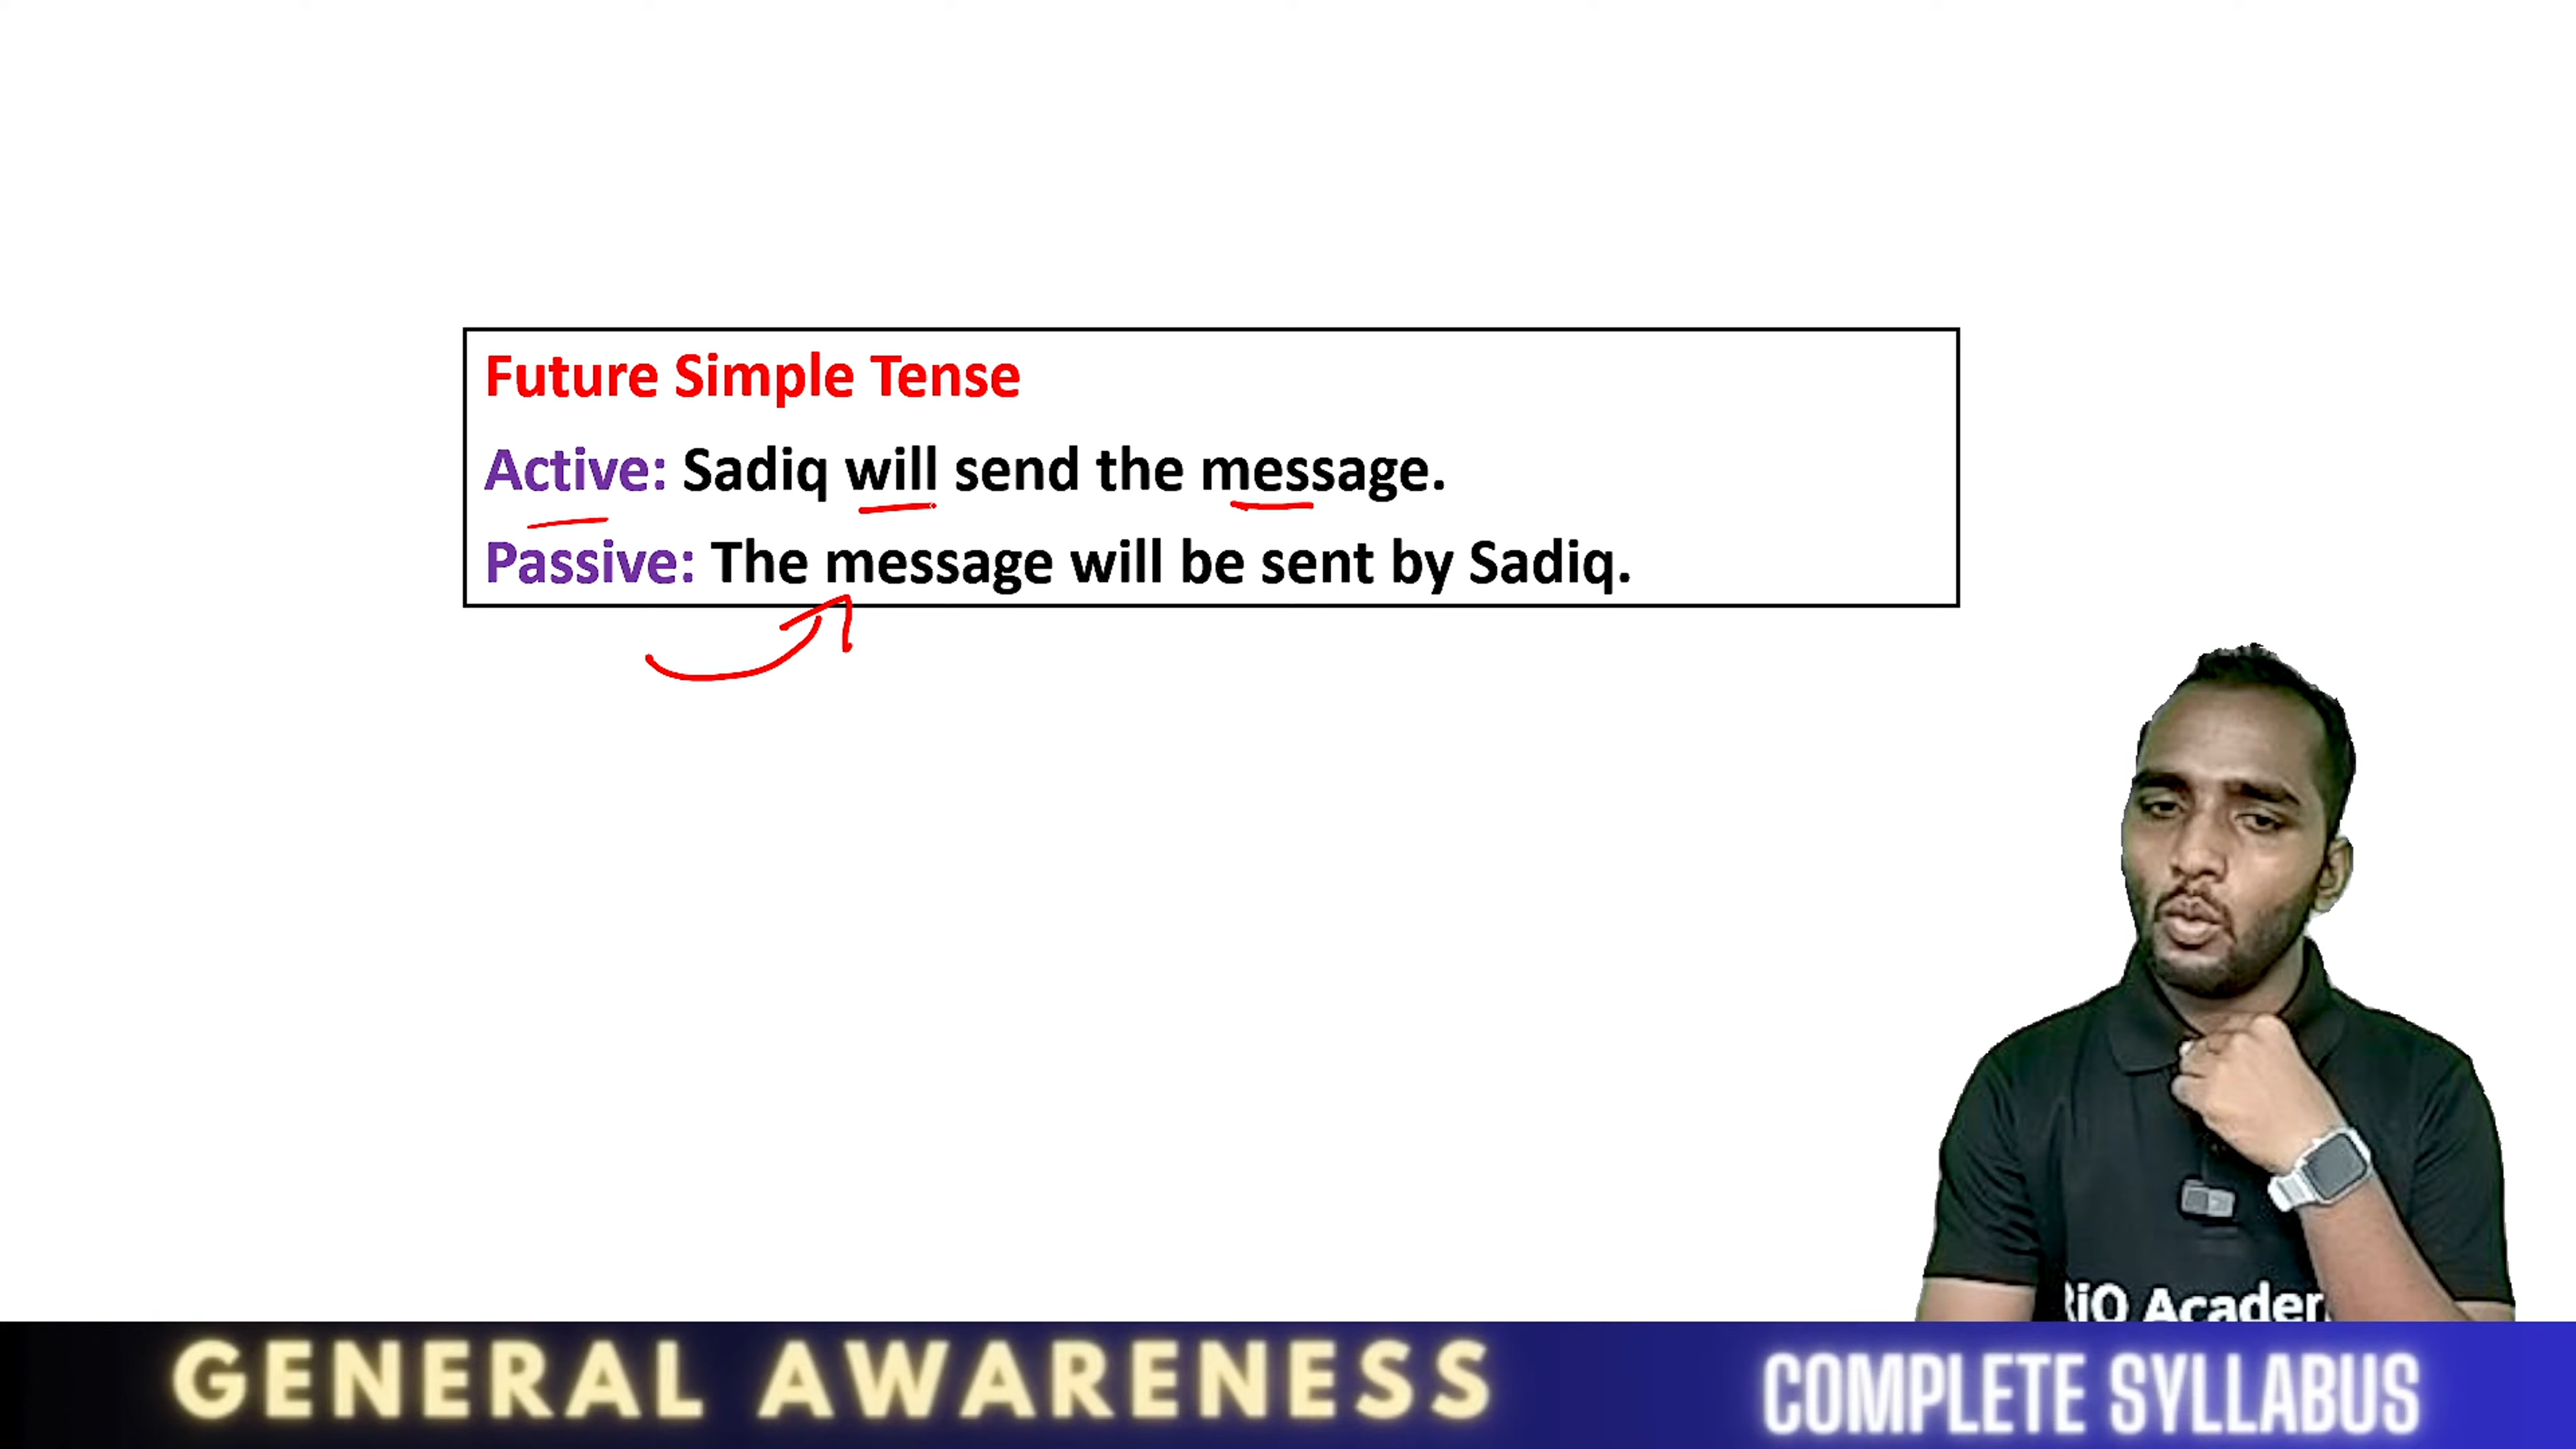 Future Simple Tense
Active: Sadiq will send the message.
Passive: The message will be sent by Sadiq.
GENERAL AWARENESS
COMPLETE SYLLABUS